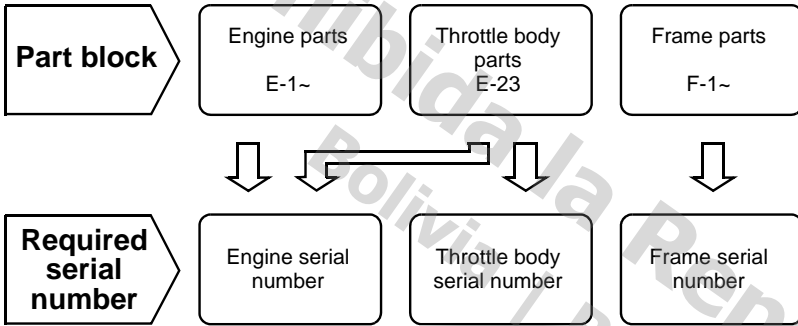 Part block
Engine parts
E-1~
Throttle body
parts
E-23
Frame parts
F-1~
Required
serial
number
Engine serial
number
Throttle body
serial number
Frame serial
number
Bolivia |